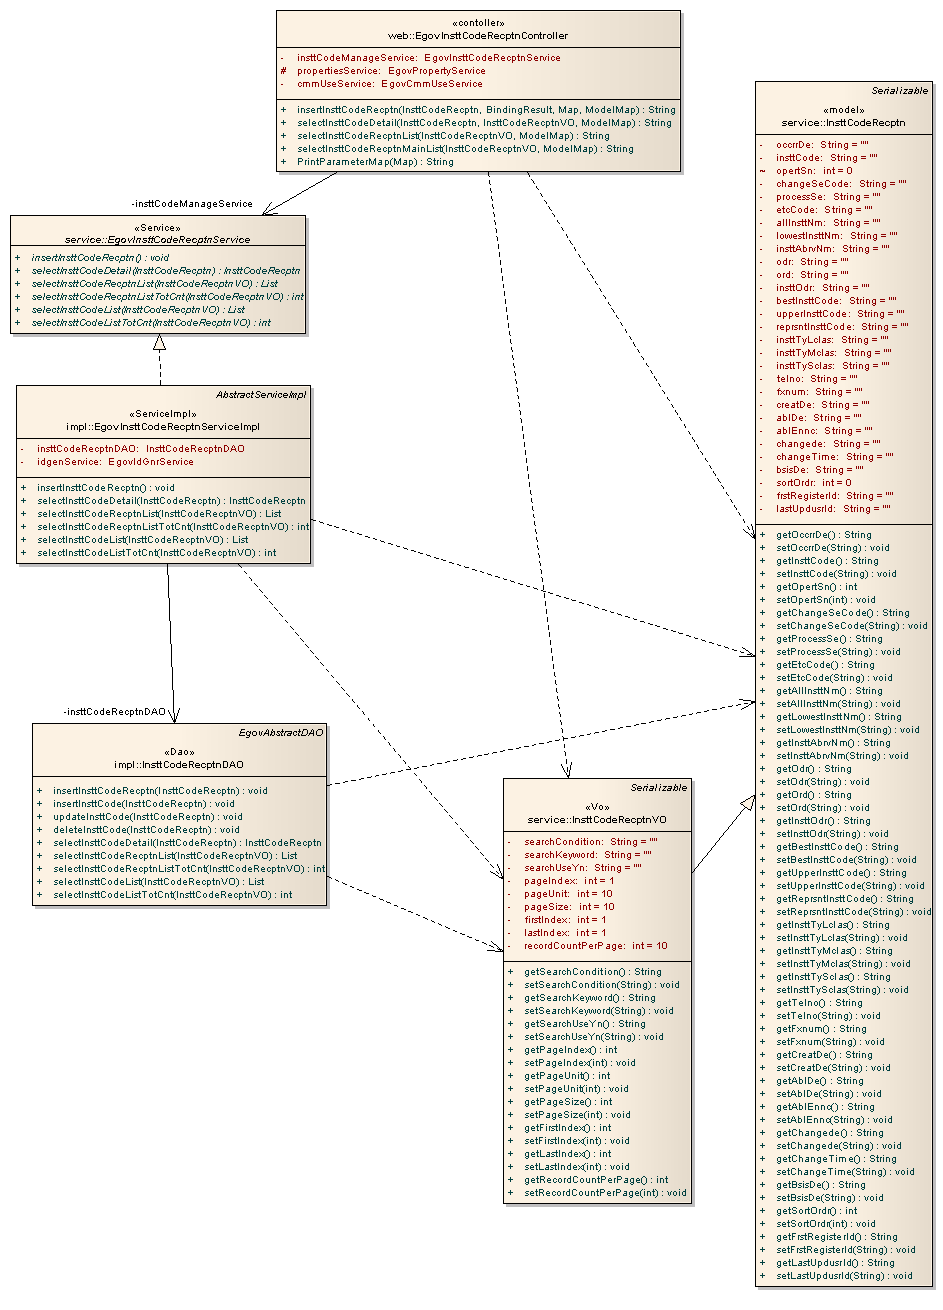 «contoller»
web::EgovInsttCodeRecptnController
- insttCodeManageService: EgovInsttCodeRecptnService
# propertiesService: EgovPropertyService
- cmmUseService: EgovCmmUseService
+ insertInsttCodeRecptn(InsttCodeRecptn, BindingResult, Map, ModelMap) : String
+ selectInsttCodeDetail(InsttCodeRecptn, InsttCodeRecptnVO, ModelMap) : String
+ selectInsttCodeRecptnList(InsttCodeRecptnVO, ModelMap) : String
+ selectInsttCodeRecptnMainList(InsttCodeRecptnVO, ModelMap) : String
+ PrintParameterMap(Map) : String
-insttCodeManageService
«Service»
service::EgovInsttCodeRecptnService
+ insertInsttCodeRecptn() : void
+ selectInsttCodeDetail(InsttCodeRecptn) : InsttCodeRecptn
+ selectInsttCodeRecptnList(InsttCodeRecptnVO) : List
+ selectInsttCodeRecptnListTotCnt(InsttCodeRecptnVO) : int
+ selectInsttCodeList(InsttCodeRecptnVO) : List
+ selectInsttCodeListTotCnt(InsttCodeRecptnVO) : int
AbstractServiceImpl
«ServiceImpl»
impl::EgovInsttCodeRecptnServiceImpl
- insttCodeRecptnDAO: InsttCodeRecptnDAO
- idgenService: EgovIdGnrService
+ insertInsttCodeRecptn() : void
+ selectInsttCodeDetail(InsttCodeRecptn) : InsttCodeRecptn
+ selectInsttCodeRecptnList(InsttCodeRecptnVO) : List
+ selectInsttCodeRecptnListTotCnt(InsttCodeRecptnVO) : int
+ selectInsttCodeList(InsttCodeRecptnVO) : List
+ selectInsttCodeListTotCnt(InsttCodeRecptnVO) : int
-insttCodeRecptnDAO
EgovAbstractDAO
«Dao»
impl::InsttCodeRecptnDAO
+ insertInsttCodeRecptn(InsttCodeRecptn) : void
+ insertInsttCode(InsttCodeRecptn) : void
+ updateInsttCode(InsttCodeRecptn) : void
+ deleteInsttCode(InsttCodeRecptn) : void
+ selectInsttCodeDetail(InsttCodeRecptn) : InsttCodeRecptn
+ selectInsttCodeRecptnList(InsttCodeRecptnVO) : List
+ selectInsttCodeRecptnListTotCnt(InsttCodeRecptnVO) : int
+ selectInsttCodeList(InsttCodeRecptnVO) : List
+ selectInsttCodeListTotCnt(InsttCodeRecptnVO) : int
Serializable
«Vo»
service::InsttCodeRecptnVO
- searchCondition: String = ""
- searchKeyword: String = ""
- searchUseYn: String = ""
- pageIndex: int = 1
- pageUnit: int = 10
- pageSize: int = 10
- firstIndex: int = 1
- lastIndex: int = 1
- recordCountPerPage: int = 10
+ getSearchCondition() : String
+ setSearchCondition(String) : void
+ getSearchKeyword() : String
+ setSearchKeyword(String) : void
+ getSearchUseYn() : String
+ setSearchUseYn(String) : void
+ getPageIndex() : int
+ setPageIndex(int) : void
+ getPageUnit() : int
+ setPageUnit(int) : void
+ getPageSize() : int
+ setPageSize(int) : void
+ getFirstIndex() : int
+ setFirstIndex(int) : void
+ getLastIndex() : int
+ setLastIndex(int) : void
+ getRecordCountPerPage() : int
+ setRecordCountPerPage(int) : void
Serializable
«model»
service::InsttCodeRecptn
- occrrDe: String = ""
- insttCode: String = ""
~ opertSn: int = 0
- changeSeCode: String = ""
- processSe: String = ""
- etcCode: String = ""
- allInsttNm: String = ""
- lowestInsttNm: String = ""
- insttAbrvNm: String = ""
- odr: String = ""
- ord: String = ""
- insttOdr: String = ""
- bestInsttCode: String = ""
- upperInsttCode: String = ""
- reprsntInsttCode: String = ""
- insttTyLclas: String = ""
- insttTyMclas: String = ""
- insttTySclas: String = ""
- telno: String = ""
- fxnum: String = ""
- creatDe: String = ""
- ablDe: String = ""
- ablEnnc: String = ""
- changede: String = ""
- changeTime: String = ""
- bsisDe: String = ""
- sortOrdr: int = 0
- frstRegisterId: String = ""
- lastUpdusrId: String = ""
+ getOccrrDe() : String
+ setOccrrDe(String) : void
+ getInsttCode() : String
+ setInsttCode(String) : void
+ getOpertSn() : int
+ setOpertSn(int) : void
+ getChangeSeCode() : String
+ setChangeSeCode(String) : void
+ getProcessSe() : String
+ setProcessSe(String) : void
+ getEtcCode() : String
+ setEtcCode(String) : void
+ getAllInsttNm() : String
+ setAllInsttNm(String) : void
+ getLowestInsttNm() : String
+ setLowestInsttNm(String) : void
+ getInsttAbrvNm() : String
+ setInsttAbrvNm(String) : void
+ getOdr() : String
+ setOdr(String) : void
+ getOrd() : String
+ setOrd(String) : void
+ getInsttOdr() : String
+ setInsttOdr(String) : void
+ getBestInsttCode() : String
+ setBestInsttCode(String) : void
+ getUpperInsttCode() : String
+ setUpperInsttCode(String) : void
+ getReprsntInsttCode() : String
+ setReprsntInsttCode(String) : void
+ getInsttTyLclas() : String
+ setInsttTyLclas(String) : void
+ getInsttTyMclas() : String
+ setInsttTyMclas(String) : void
+ getInsttTySclas() : String
+ setInsttTySclas(String) : void
+ getTelno() : String
+ setTelno(String) : void
+ getFxnum() : String
+ setFxnum(String) : void
+ getCreatDe() : String
+ setCreatDe(String) : void
+ getAblDe() : String
+ setAblDe(String) : void
+ getAblEnnc() : String
+ setAblEnnc(String) : void
+ getChangede() : String
+ setChangede(String) : void
+ getChangeTime() : String
+ setChangeTime(String) : void
+ getBsisDe() : String
+ setBsisDe(String) : void
+ getSortOrdr() : int
+ setSortOrdr(int) : void
+ getFrstRegisterId() : String
+ setFrstRegisterId(String) : void
+ getLastUpdusrId() : String
+ setLastUpdusrId(String) : void